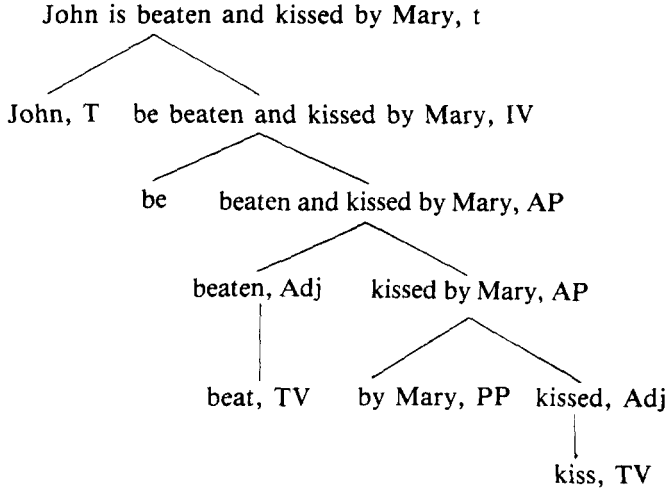 John is beaten and kissed by Mary, t
John, T be beaten and kissed by Mary, IV
be beaten and kissed by Mary, AP
beaten, Adj kissed by Mary, AP
beat, TV by Mary, PP kissed, Adj
kiss, TV